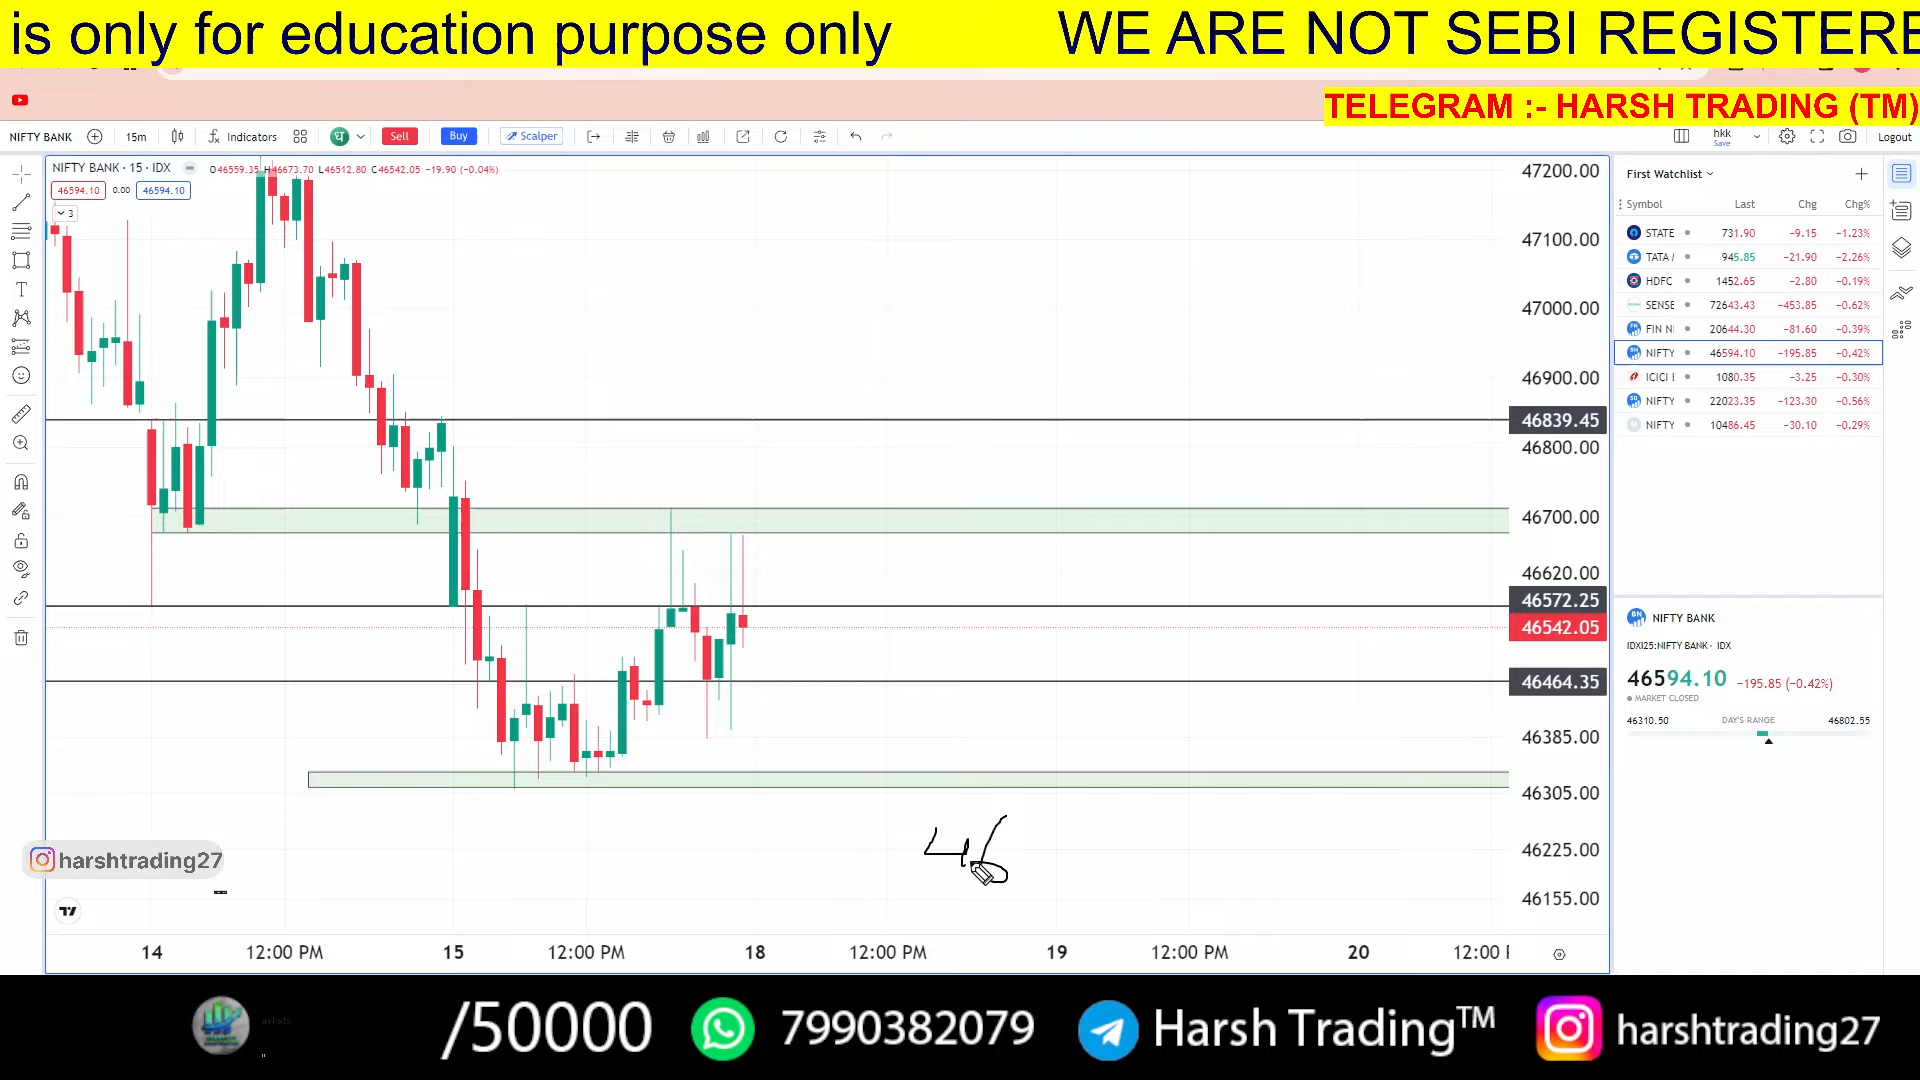 is only for education purpose only WE ARE NOT SEBI REGISTERE
TELEGRAM :- HARSH TRADING (TM)
NIFTY BANK 15m Indicators Sell Buy Scalper hkk Save Logout
NIFTY BANK · 15 · IDX O46559.35 H46673.70 L46512.80 C46542.05 −19.90 (−0.04%)
46594.10 0.00 46594.10
3
47200.00
47100.00
47000.00
46900.00
46839.45
46800.00
46700.00
46620.00
46572.25
46542.05
46464.35
46385.00
46305.00
46225.00
46155.00
46
harshtrading27
14 12:00 PM 15 12:00 PM 18 12:00 PM 19 12:00 PM 20 12:00
First Watchlist
Symbol Last Chg Chg%
STATE 731.90 −9.15 −1.23%
TATA 945.85 −21.90 −2.26%
HDFC 1452.65 −2.80 −0.19%
SENSE 72643.43 −453.85 −0.62%
FIN N 20644.30 −81.60 −0.39%
NIFTY 46594.10 −195.85 −0.42%
ICICI 1080.35 −3.25 −0.30%
NIFTY 22023.35 −123.30 −0.56%
NIFTY 10486.45 −30.10 −0.29%
NIFTY BANK
IDXI25:NIFTY BANK · IDX
46594.10 −195.85 (−0.42%)
MARKET CLOSED
46310.50 DAY'S RANGE 46802.55
/50000 7990382079 Harsh Trading™ harshtrading27